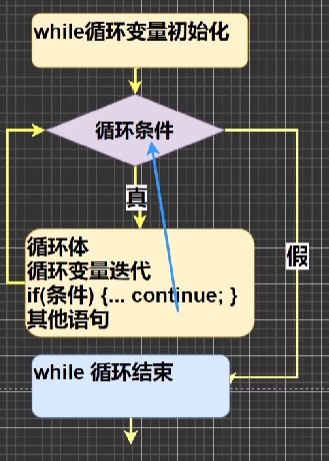 while循环变量初始化
循环条件
真
循环体
循环变量迭代
if(条件) {... continue; }
其他语句
假
while 循环结束